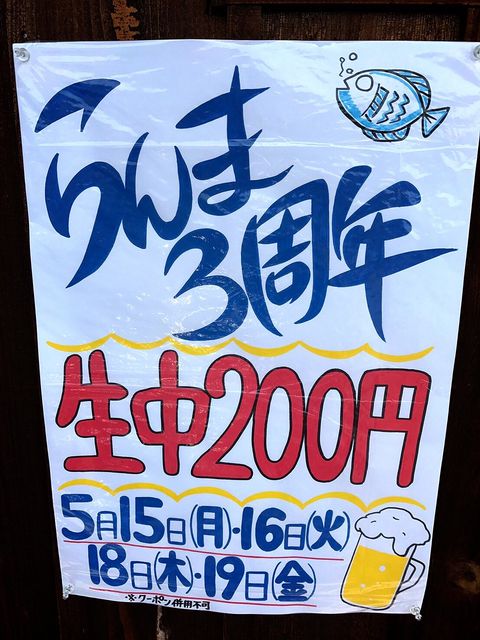 うんま
3周年
生中200円
5月15日(月)・16日(火)
18日(木)・19日(金)
※クーポン併用不可